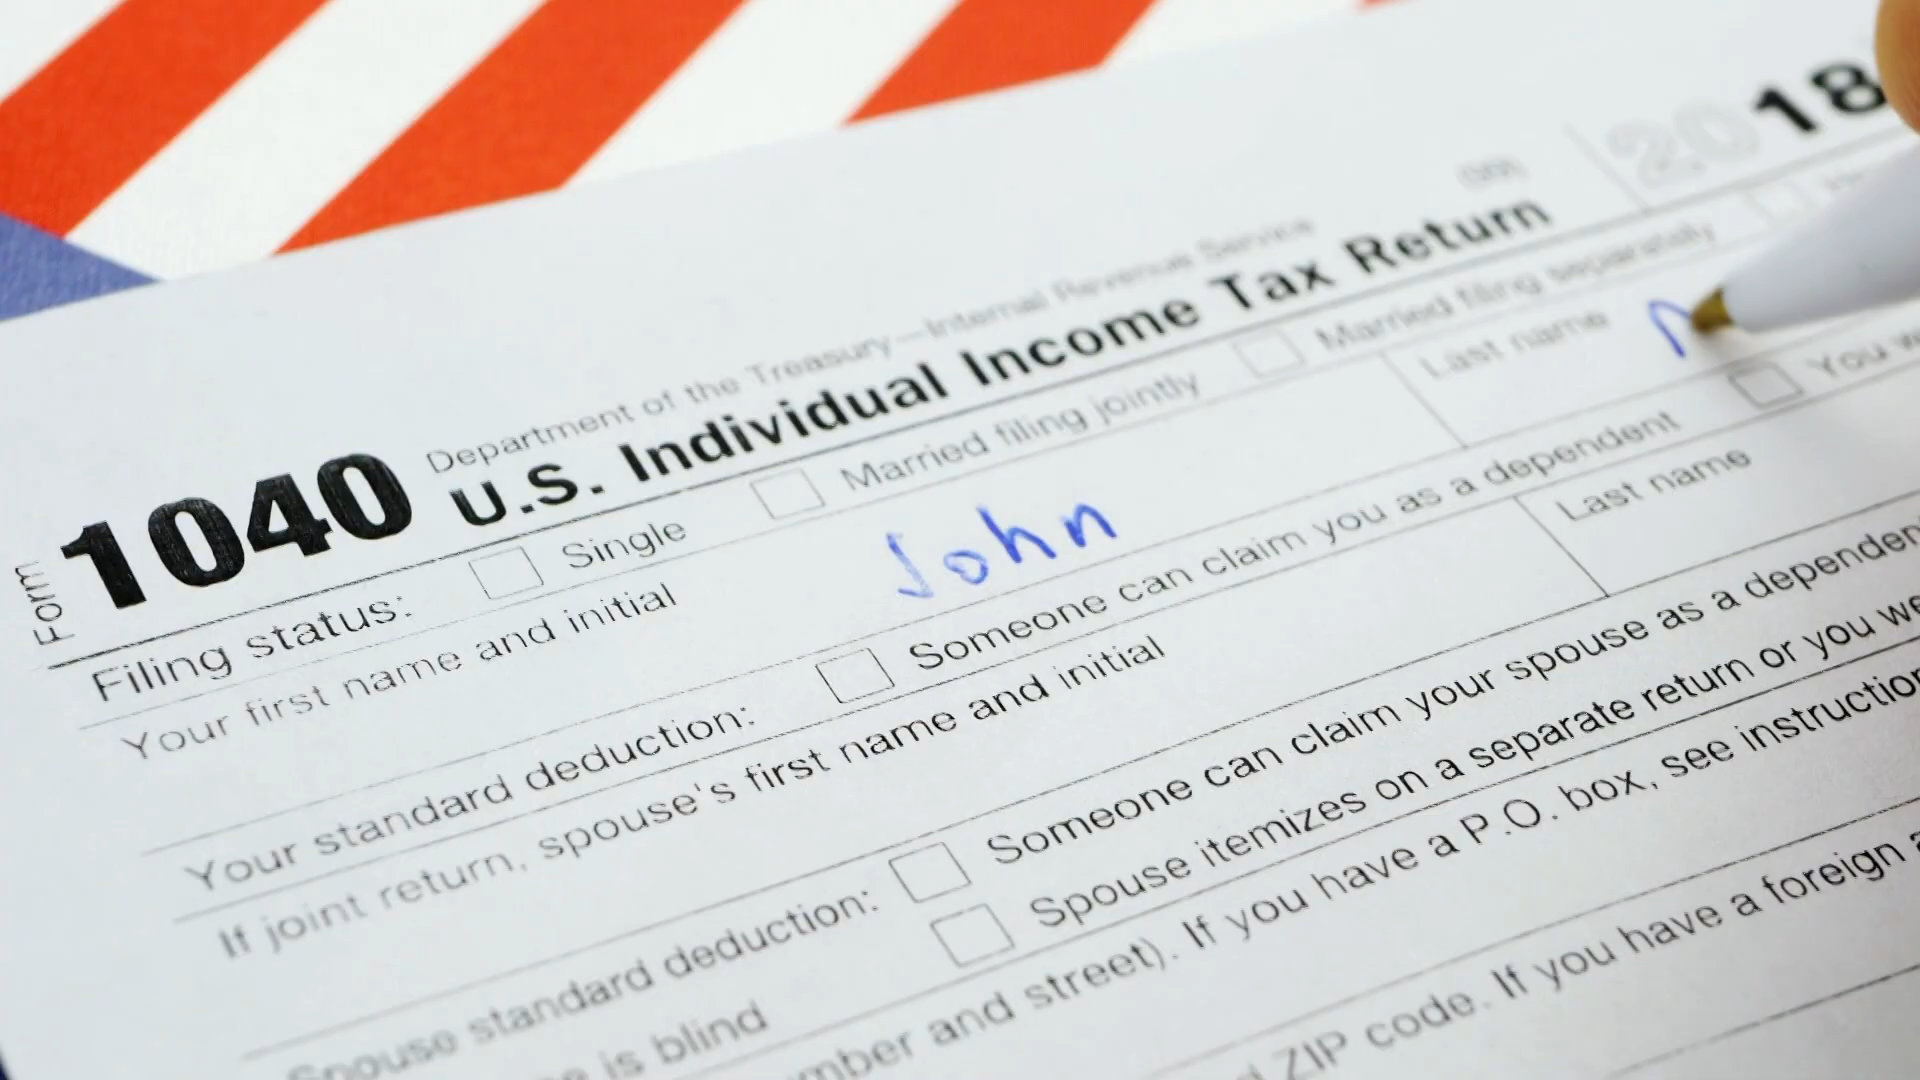 Form 1040
Department of the Treasury—Internal Revenue Service (99)
U.S. Individual Income Tax Return
2018
Filing status: Single Married filing jointly Married filing separately
Your first name and initial John Last name
Your standard deduction: Someone can claim you as a dependent You
If joint return, spouse's first name and initial Last name
Spouse standard deduction: Someone can claim your spouse as a dependent
is blind Spouse itemizes on a separate return or you
and street). If you have a P.O. box, see
ZIP code. If you have a foreign